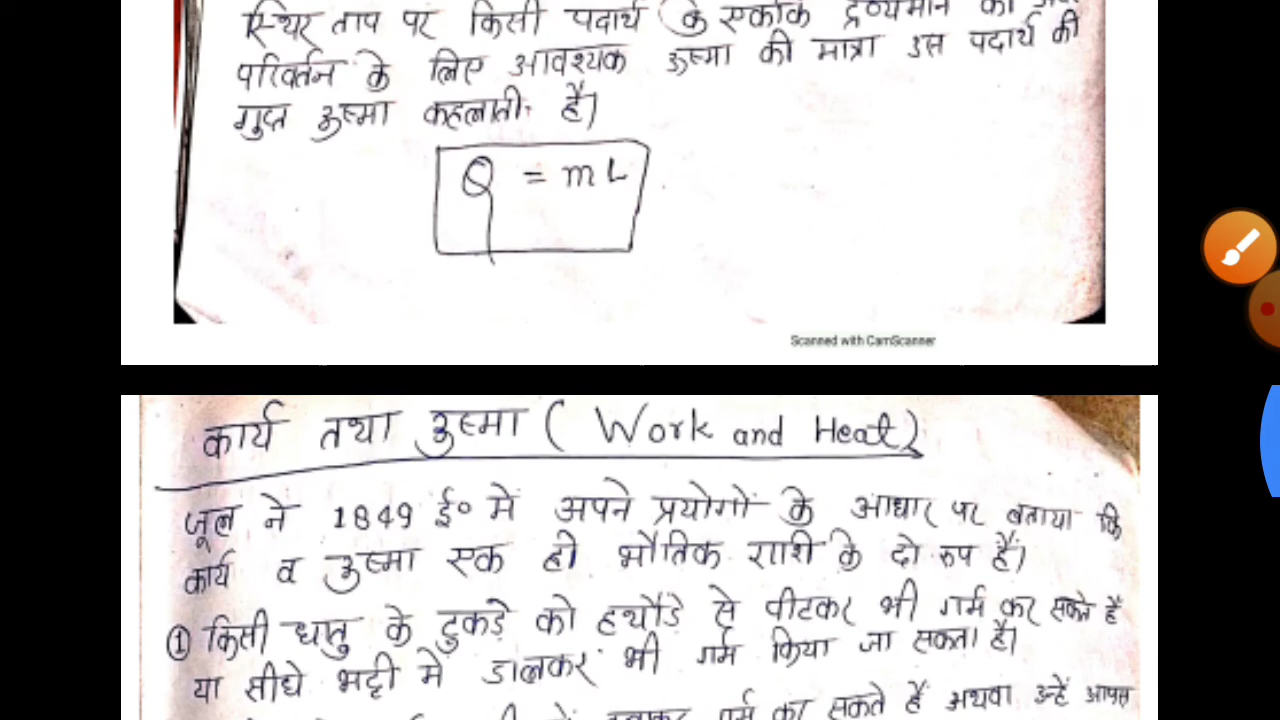 स्थिर ताप पर किसी पदार्थ के एकांक द्रव्यमान की
परिवर्तन के लिए आवश्यक ऊष्मा की मात्रा उस पदार्थ की
गुप्त ऊष्मा कहलाती है।
Q = mL
Scanned with CamScanner
कार्य तथा ऊष्मा ( Work and Heat )
जूल ने 1849 ई० में अपने प्रयोगों के आधार पर बताया कि
कार्य व ऊष्मा एक ही भौतिक राशि के दो रूप हैं।
① किसी धातु के टुकड़े को हथौड़े से पीटकर भी गर्म कर सकते हैं
या सीधे भट्टी में डालकर भी गर्म किया जा सकता है।
गर्म कर सकते हैं अथवा उन्हें आपस